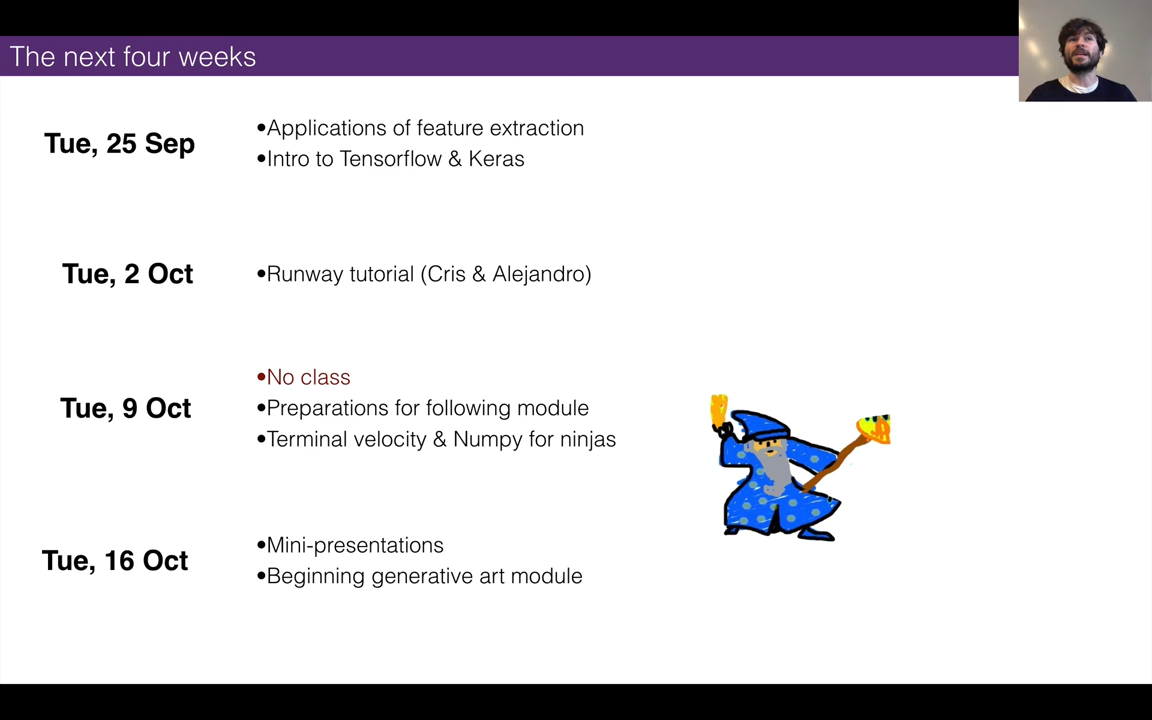 The next four weeks
Tue, 25 Sep
•Applications of feature extraction
•Intro to Tensorflow & Keras
Tue, 2 Oct
•Runway tutorial (Cris & Alejandro)
Tue, 9 Oct
•No class
•Preparations for following module
•Terminal velocity & Numpy for ninjas
Tue, 16 Oct
•Mini-presentations
•Beginning generative art module